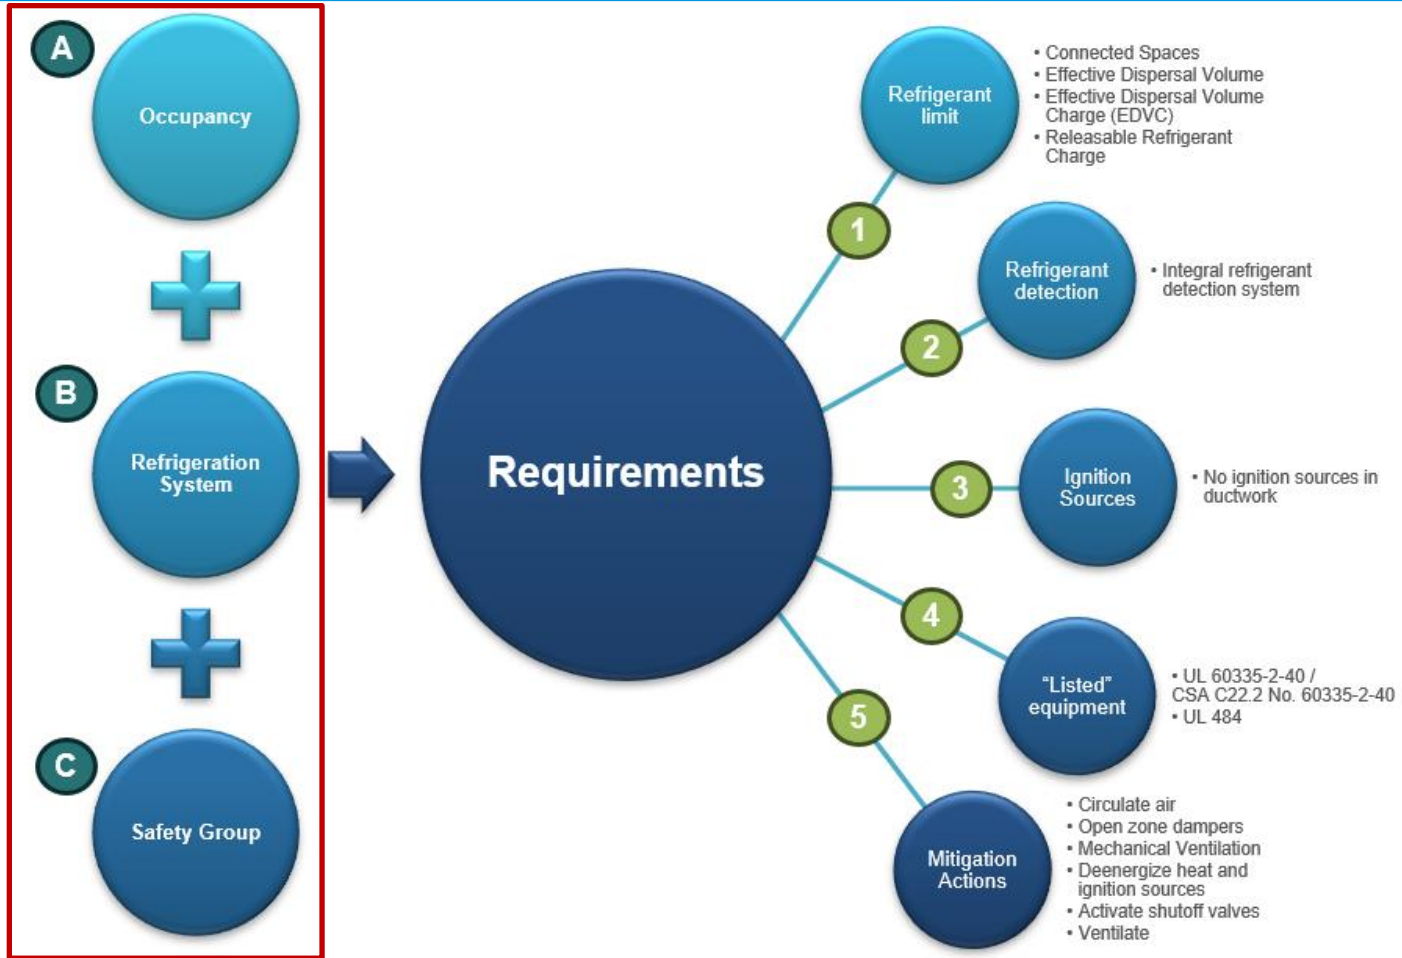 A
Occupancy
B
Refrigeration
System
C
Safety Group
Requirements
1
Refrigerant
limit
• Connected Spaces
• Effective Dispersal Volume
• Effective Dispersal Volume
Charge (EDVC)
• Releasable Refrigerant
Charge
2
Refrigerant
detection
• Integral refrigerant
detection system
3
Ignition
Sources
• No ignition sources in
ductwork
4
“Listed”
equipment
• UL 60335-2-40 /
CSA C22.2 No. 60335-2-40
• UL 484
5
Mitigation
Actions
• Circulate air
• Open zone dampers
• Mechanical Ventilation
• Deenergize heat and
ignition sources
• Activate shutoff valves
• Ventilate